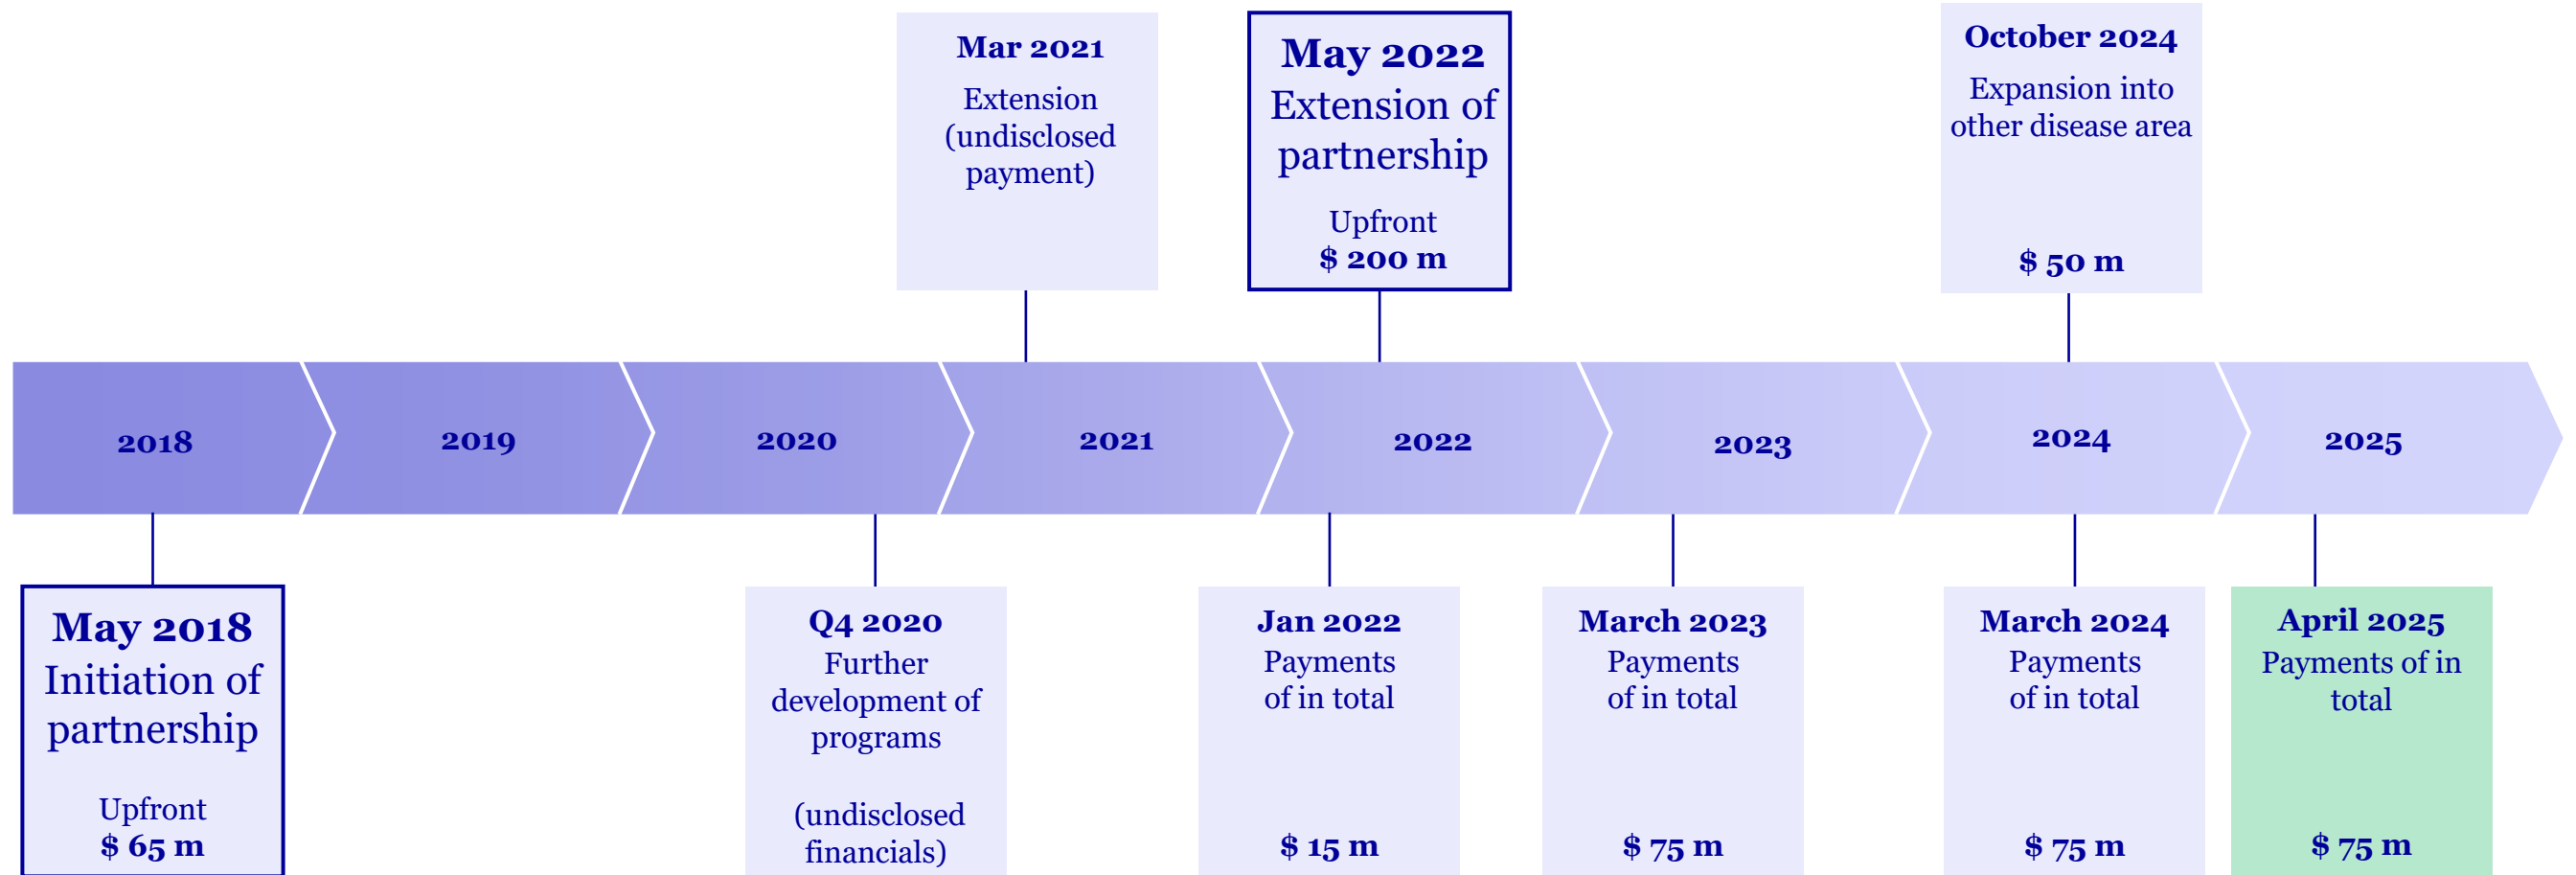 Mar 2021
Extension
(undisclosed
payment)
May 2022
Extension of
partnership
Upfront
$ 200 m
October 2024
Expansion into
other disease area
$ 50 m
2018
2019
2020
2021
2022
2023
2024
2025
May 2018
Initiation of
partnership
Upfront
$ 65 m
Q4 2020
Further
development of
programs
(undisclosed
financials)
Jan 2022
Payments
of in total
$ 15 m
March 2023
Payments
of in total
$ 75 m
March 2024
Payments
of in total
$ 75 m
April 2025
Payments of in
total
$ 75 m